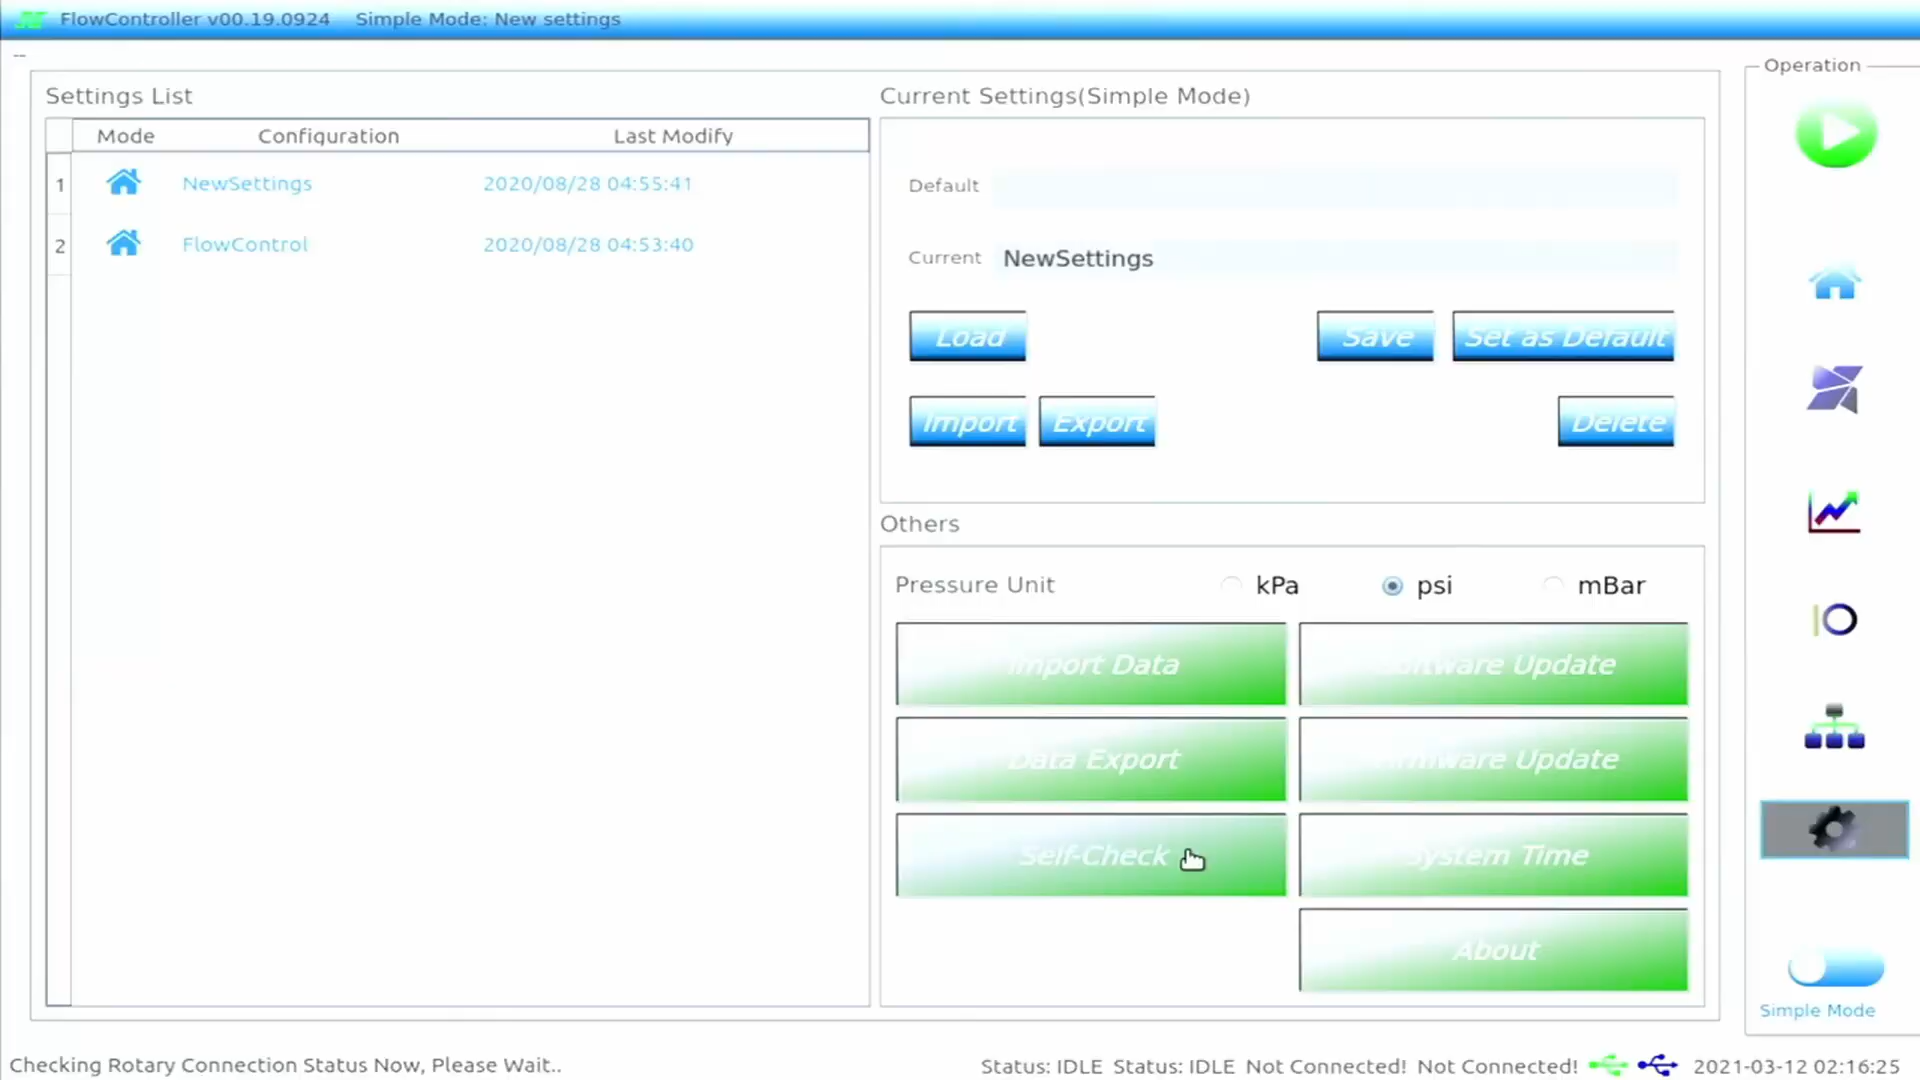 FlowController v00.19.0924 Simple Mode: New settings
--
Operation
Settings List
Mode Configuration Last Modify
1 NewSettings 2020/08/28 04:55:41
2 FlowControl 2020/08/28 04:53:40
Current Settings(Simple Mode)
Default
Current NewSettings
Load Save Set as Default
Import Export Delete
Others
Pressure Unit kPa psi mBar
Import Data Software Update
Data Export Firmware Update
Self-Check System Time
About
Simple Mode
Checking Rotary Connection Status Now, Please Wait..
Status: IDLE Status: IDLE Not Connected! Not Connected! 2021-03-12 02:16:25